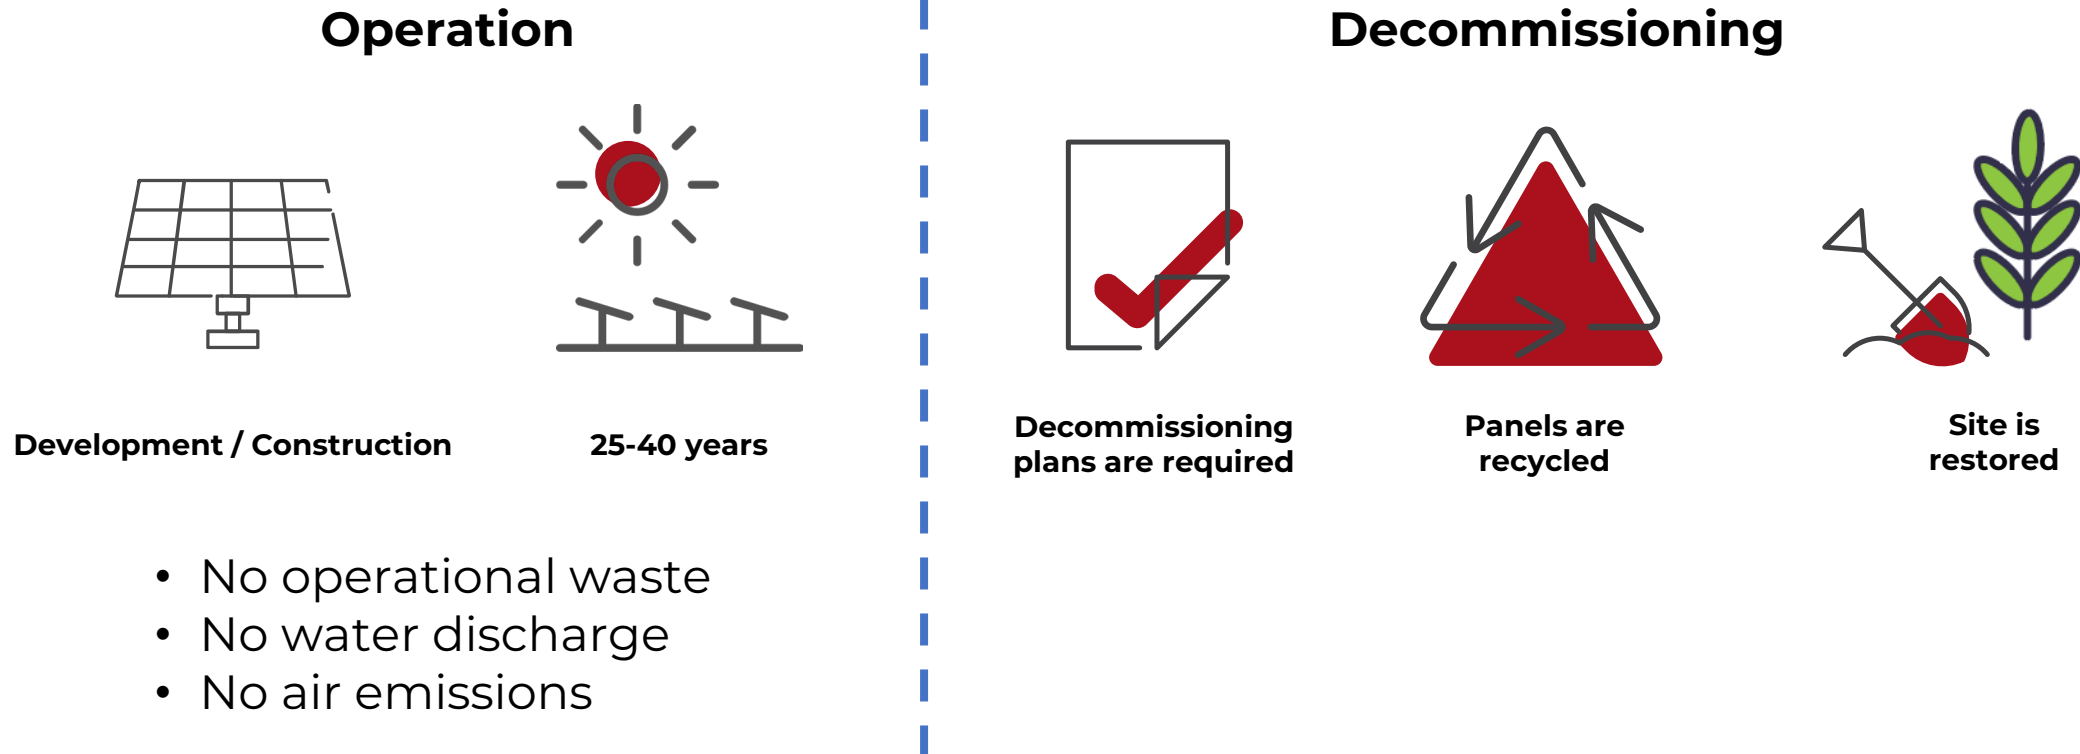 Operation
Development / Construction
25-40 years
• No operational waste
• No water discharge
• No air emissions
Decommissioning
Decommissioning
plans are required
Panels are
recycled
Site is
restored